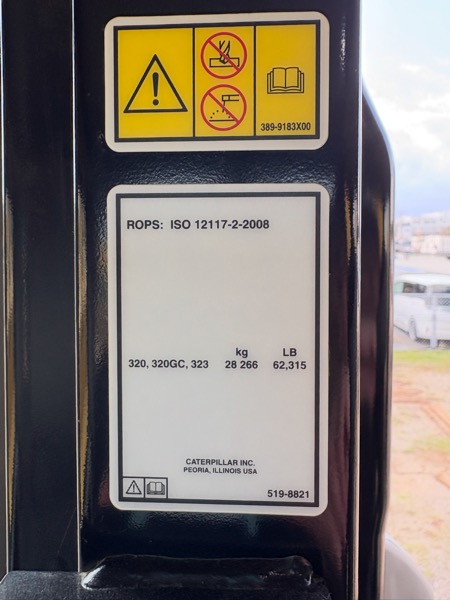 389-9183X00
ROPS: ISO 12117-2-2008
kg LB
320, 320GC, 323 28 266 62,315
CATERPILLAR INC.
PEORIA, ILLINOIS USA
519-8821